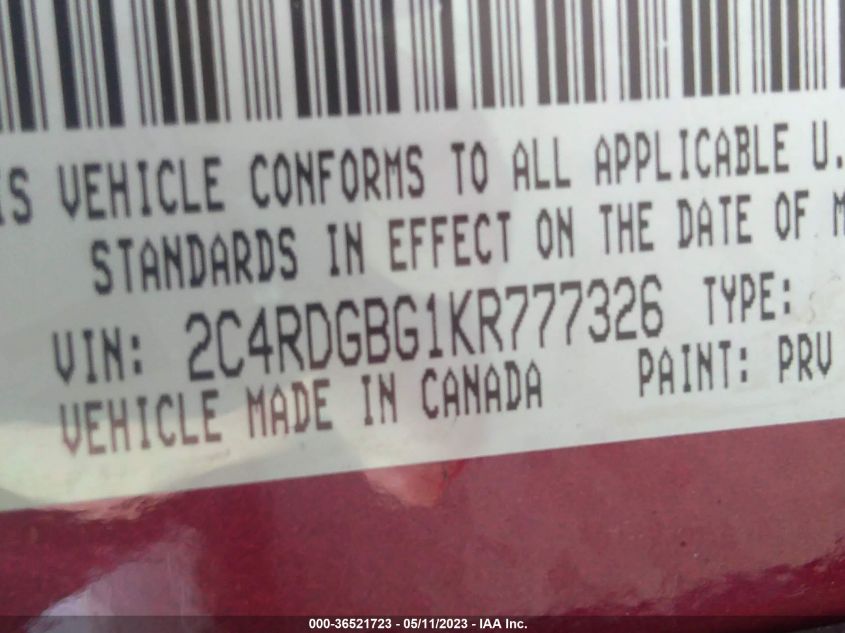 IS VEHICLE CONFORMS TO ALL APPLICABLE U.
STANDARDS IN EFFECT ON THE DATE OF M
VIN: 2C4RDGBG1KR777326 TYPE:
VEHICLE MADE IN CANADA PAINT: PRV
000-36521723 - 05/11/2023 - IAA Inc.